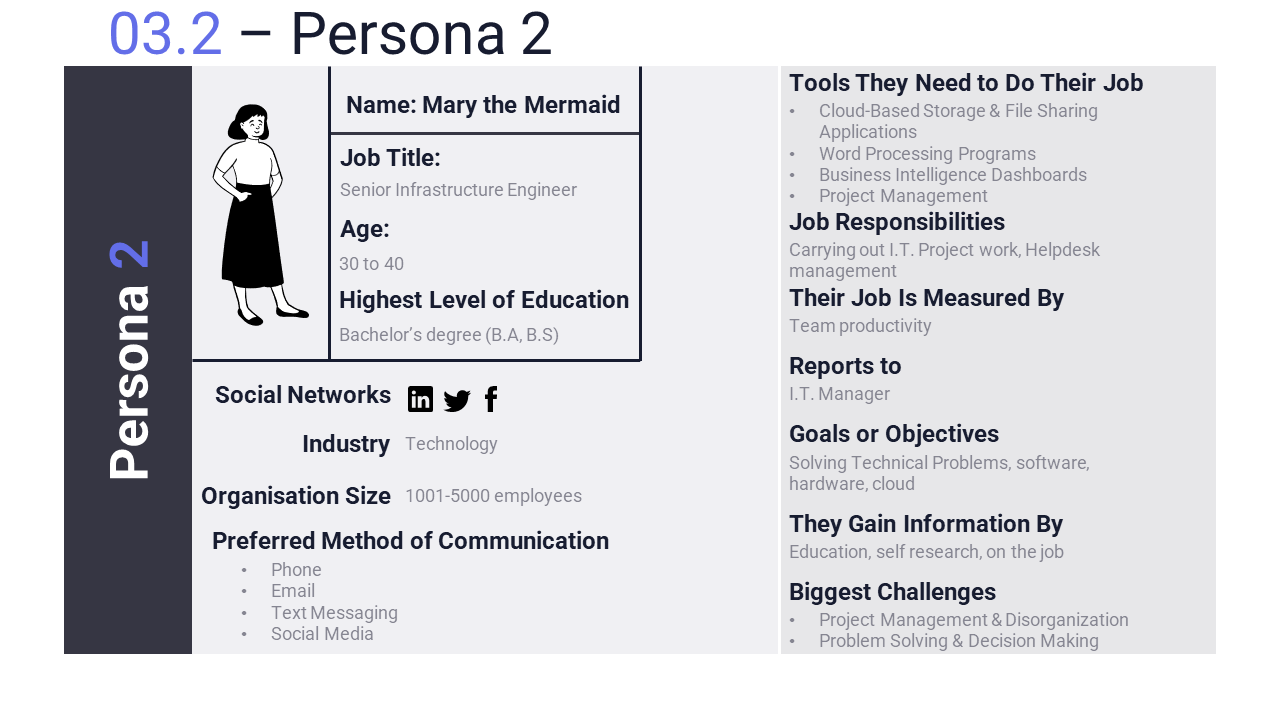 03.2 – Persona 2
Persona 2
Name: Mary the Mermaid
Job Title:
Senior Infrastructure Engineer
Age:
30 to 40
Highest Level of Education
Bachelor’s degree (B.A, B.S)
Social Networks
in
f
Industry
Technology
Organisation Size
1001-5000 employees
Preferred Method of Communication
• Phone
• Email
• Text Messaging
• Social Media
Tools They Need to Do Their Job
• Cloud-Based Storage & File Sharing
Applications
• Word Processing Programs
• Business Intelligence Dashboards
• Project Management
Job Responsibilities
Carrying out I.T. Project work, Helpdesk
management
Their Job Is Measured By
Team productivity
Reports to
I.T. Manager
Goals or Objectives
Solving Technical Problems, software,
hardware, cloud
They Gain Information By
Education, self research, on the job
Biggest Challenges
• Project Management & Disorganization
• Problem Solving & Decision Making